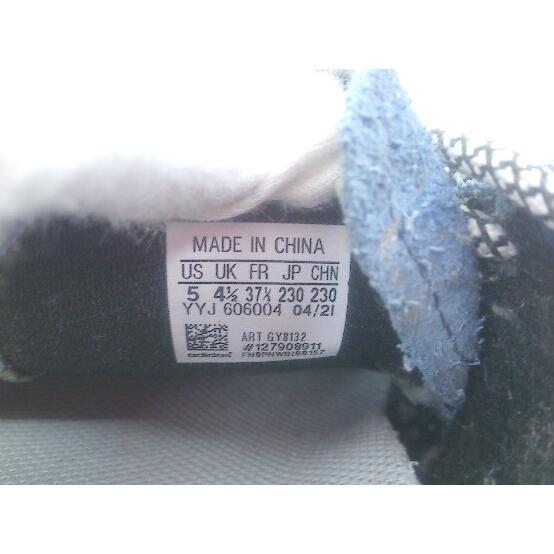 MADE IN CHINA
US UK FR JP CHN
5 4½ 37⅓ 230 230
YYJ 606004 04/21
ART GY8132
#127908911
adidas